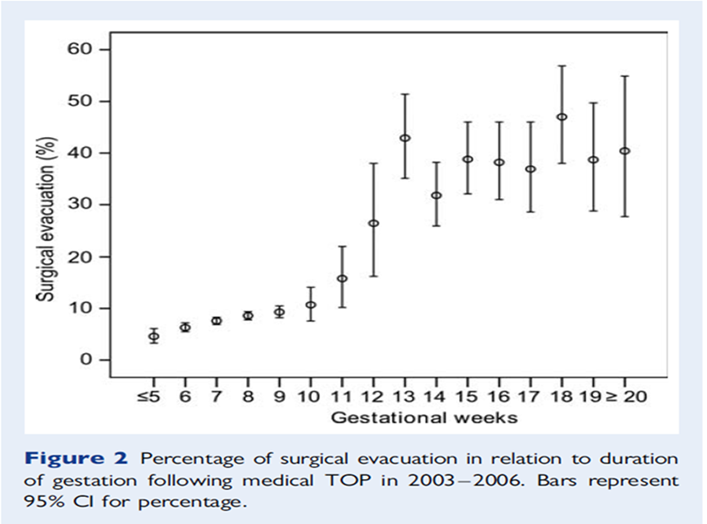 60
50
40
30
20
10
0
Surgical evacuation (%)
≤5 6 7 8 9 10 11 12 13 14 15 16 17 18 19 ≥ 20
Gestational weeks
Figure 2 Percentage of surgical evacuation in relation to duration
of gestation following medical TOP in 2003–2006. Bars represent
95% CI for percentage.